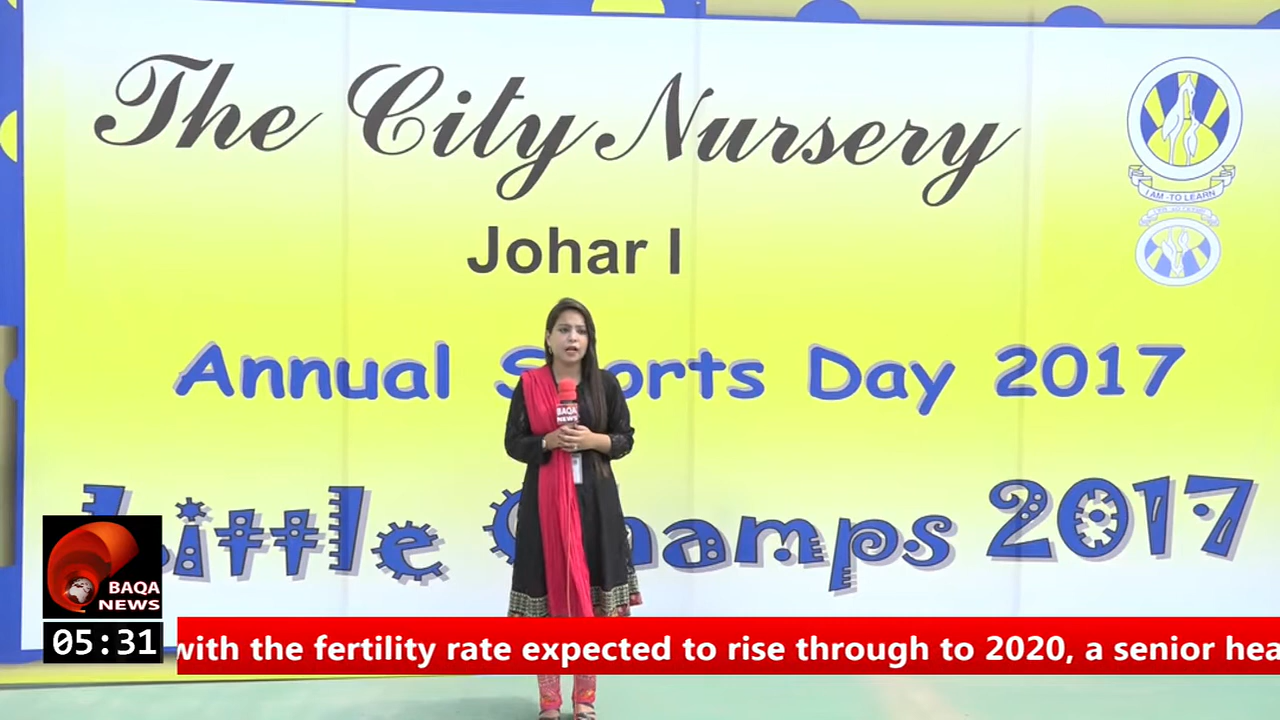 The City Nursery
Johar I
I AM - TO LEARN
Annual Sports Day 2017
Little Champs 2017
BAQA
NEWS
BAQA
NEWS
05:31
with the fertility rate expected to rise through to 2020, a senior hea